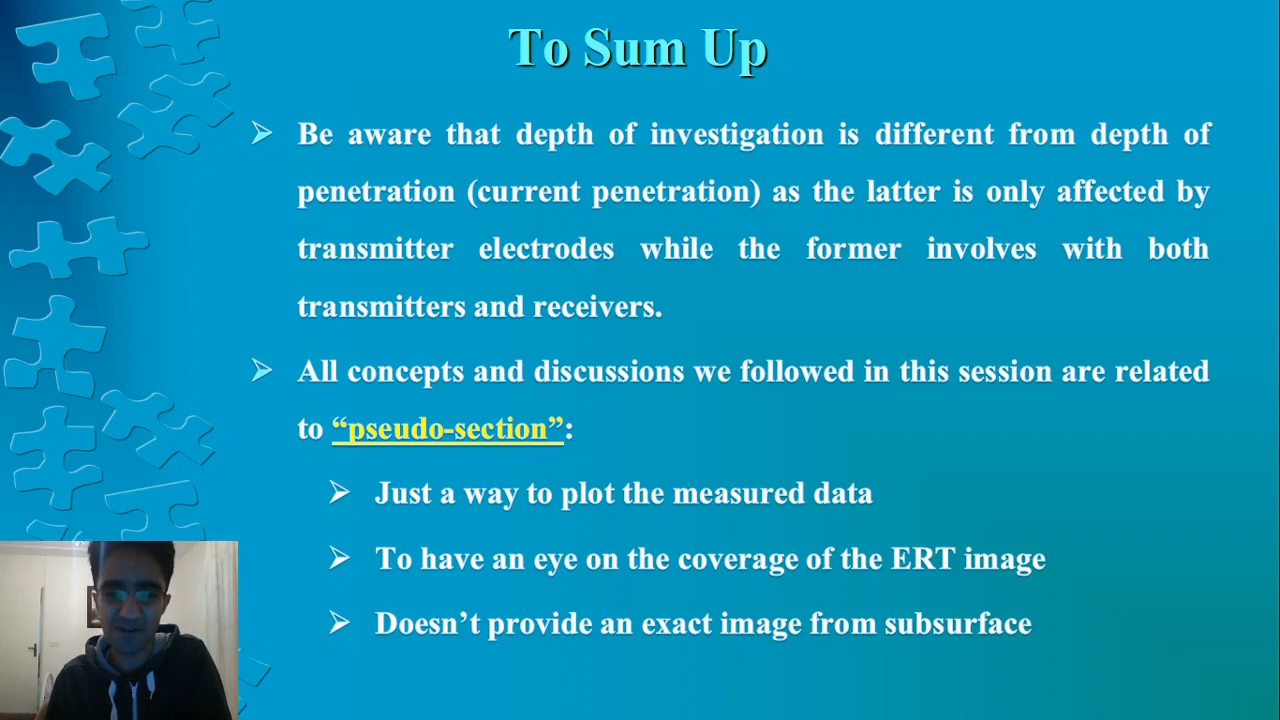 To Sum Up
Be aware that depth of investigation is different from depth of
penetration (current penetration) as the latter is only affected by
transmitter electrodes while the former involves with both
transmitters and receivers.
All concepts and discussions we followed in this session are related
to “pseudo-section”:
Just a way to plot the measured data
To have an eye on the coverage of the ERT image
Doesn’t provide an exact image from subsurface